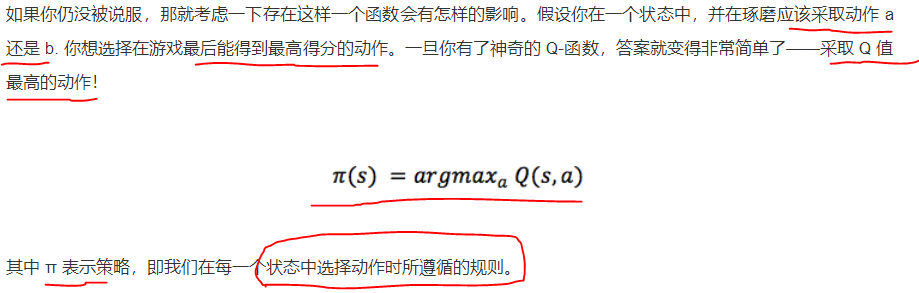 如果你仍没被说服，那就考虑一下存在这样一个函数会有怎样的影响。假设你在一个状态中，并在琢磨应该采取动作 a
还是 b. 你想选择在游戏最后能得到最高得分的动作。一旦你有了神奇的 Q-函数，答案就变得非常简单了——采取 Q 值
最高的动作！
π(s) = argmaxₐ Q(s,a)
其中 π 表示策略，即我们在每一个状态中选择动作时所遵循的规则。